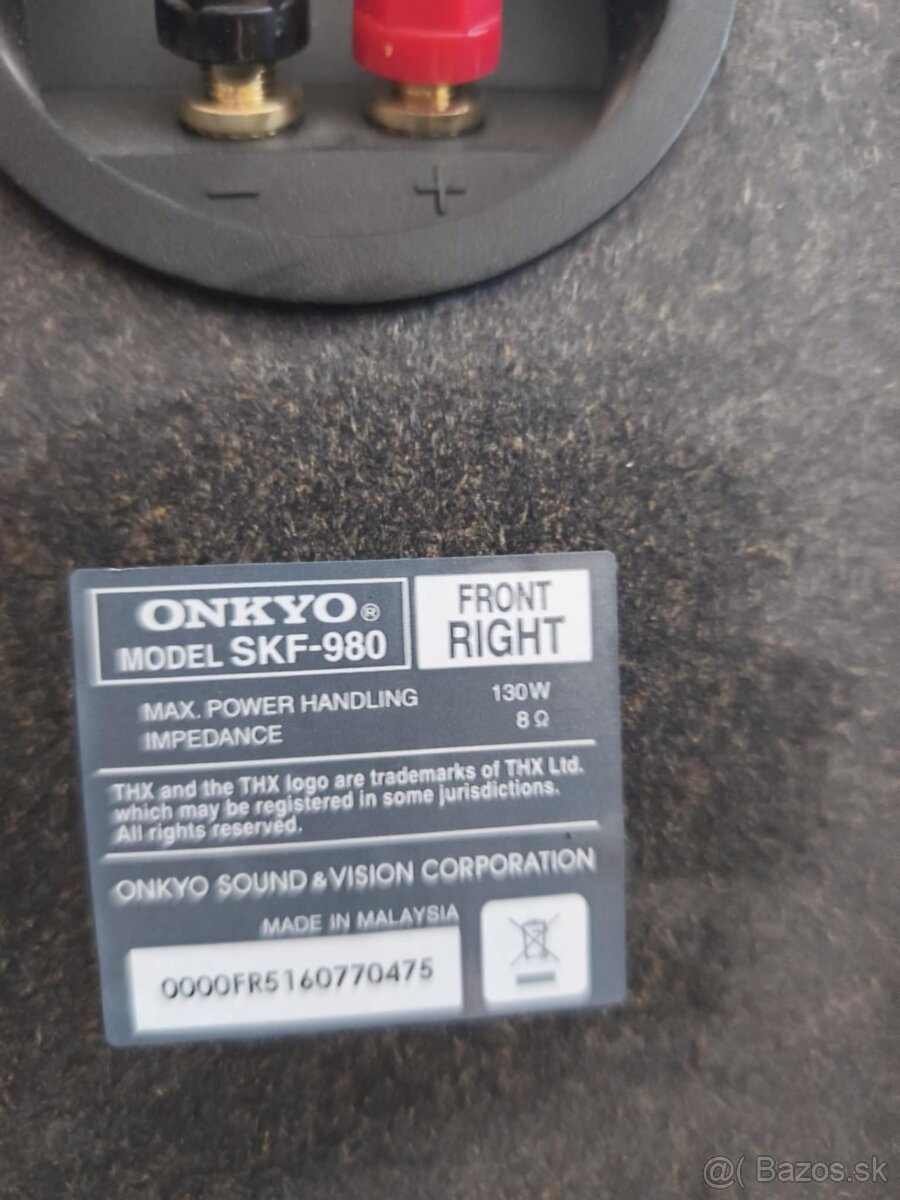 − +
ONKYO®
MODEL SKF-980
FRONT
RIGHT
MAX. POWER HANDLING 130W
IMPEDANCE 8 Ω
THX and the THX logo are trademarks of THX Ltd.
which may be registered in some jurisdictions.
All rights reserved.
ONKYO SOUND & VISION CORPORATION
MADE IN MALAYSIA
0000FR5160770475
@( Bazos.sk